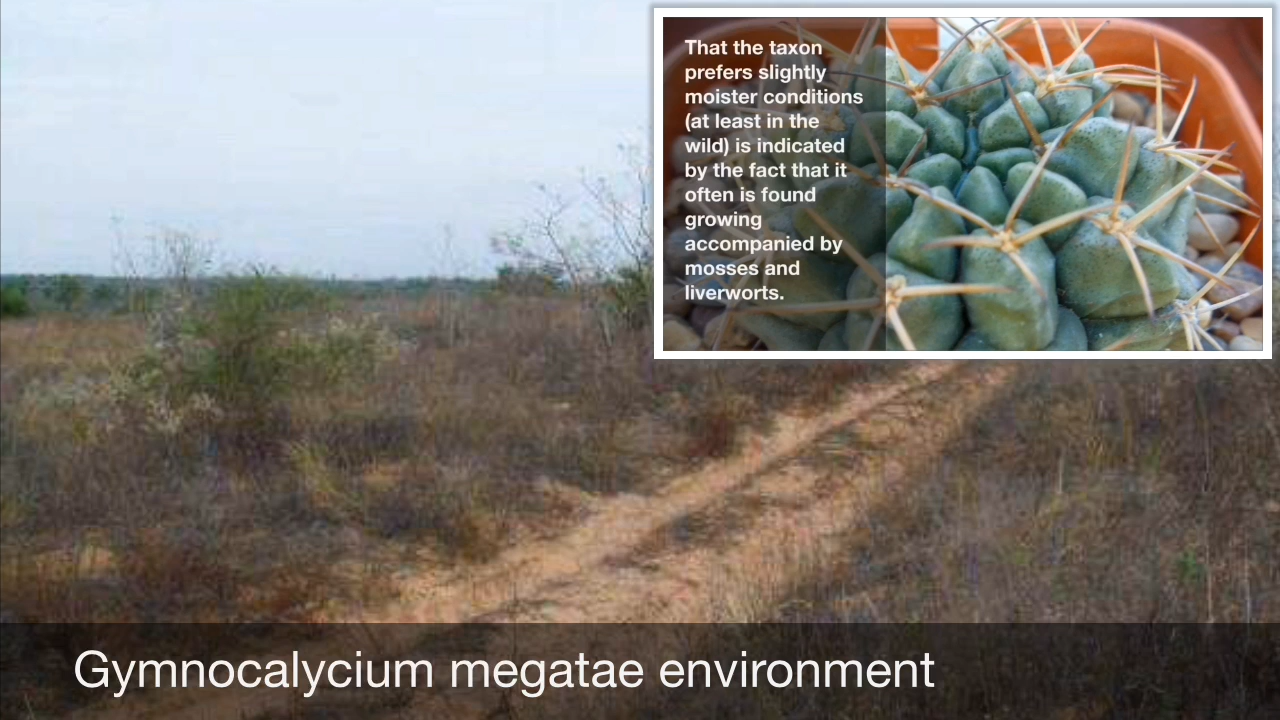 That the taxon
prefers slightly
moister conditions
(at least in the
wild) is indicated
by the fact that it
often is found
growing
accompanied by
mosses and
liverworts.
Gymnocalycium megatae environment